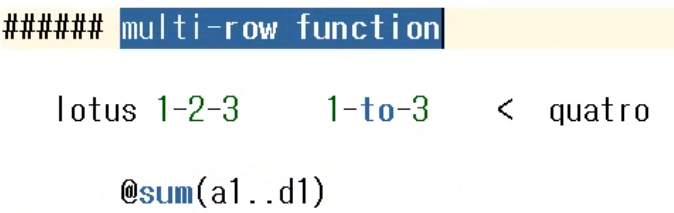 ###### multi-row function
lotus 1-2-3 1-to-3 < quatro
@sum(a1..d1)